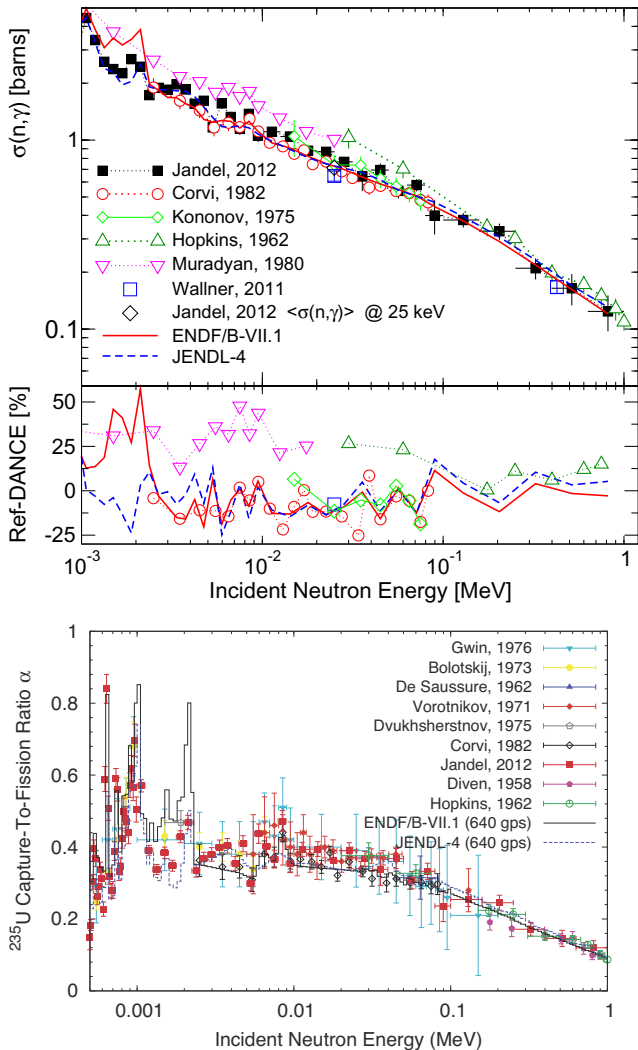 σ(n,γ) [barns]
1
0.1
Jandel, 2012
Corvi, 1982
Kononov, 1975
Hopkins, 1962
Muradyan, 1980
Wallner, 2011
Jandel, 2012 <σ(n,γ)> @ 25 keV
ENDF/B-VII.1
JENDL-4
Ref-DANCE [%]
50
25
0
-25
10⁻³ 10⁻² 10⁻¹ 1
Incident Neutron Energy [MeV]
²³⁵U Capture-To-Fission Ratio α
1
0.8
0.6
0.4
0.2
0
Gwin, 1976
Bolotskij, 1973
De Saussure, 1962
Vorotnikov, 1971
Dvukhsherstnov, 1975
Corvi, 1982
Jandel, 2012
Diven, 1958
Hopkins, 1962
ENDF/B-VII.1 (640 gps)
JENDL-4 (640 gps)
0.001 0.01 0.1 1
Incident Neutron Energy (MeV)